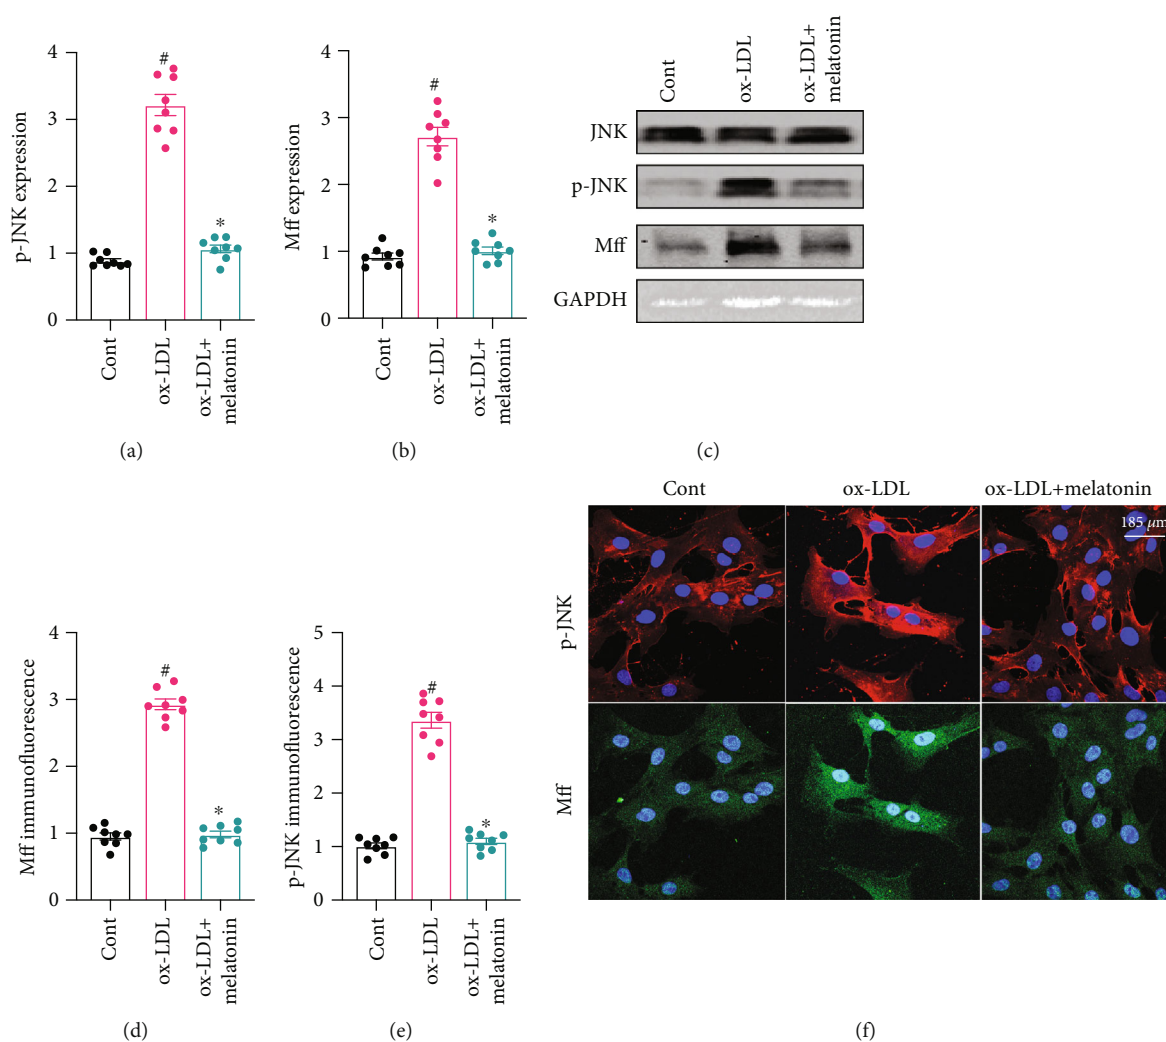 4
3
2
1
0
p-JNK expression
#
*
Cont
ox-LDL
ox-LDL+
melatonin
(a)
4
3
2
1
0
Mff expression
#
*
Cont
ox-LDL
ox-LDL+
melatonin
(b)
Cont
ox-LDL
ox-LDL+
melatonin
JNK
p-JNK
Mff
GAPDH
(c)
4
3
2
1
0
Mff immunofluorescence
#
*
Cont
ox-LDL
ox-LDL+
melatonin
(d)
5
4
3
2
1
0
p-JNK immunofluorescence
#
*
Cont
ox-LDL
ox-LDL+
melatonin
(e)
Cont ox-LDL ox-LDL+melatonin
185 μm
p-JNK
Mff
(f)